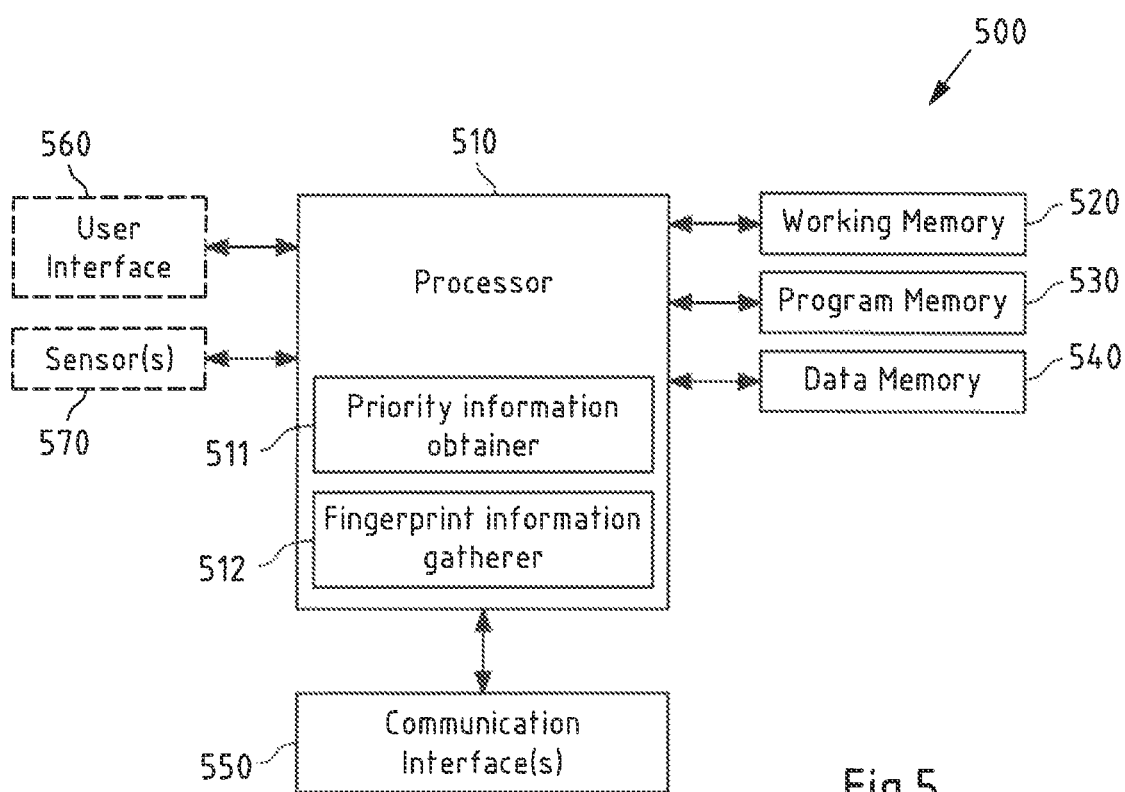 500
560
510
User
Interface
Processor
Working Memory
520
Program Memory
530
Sensor(s)
570
Data Memory
540
Priority information
obtainer
511
Fingerprint information
gatherer
512
Communication
Interface(s)
550
Fig.5